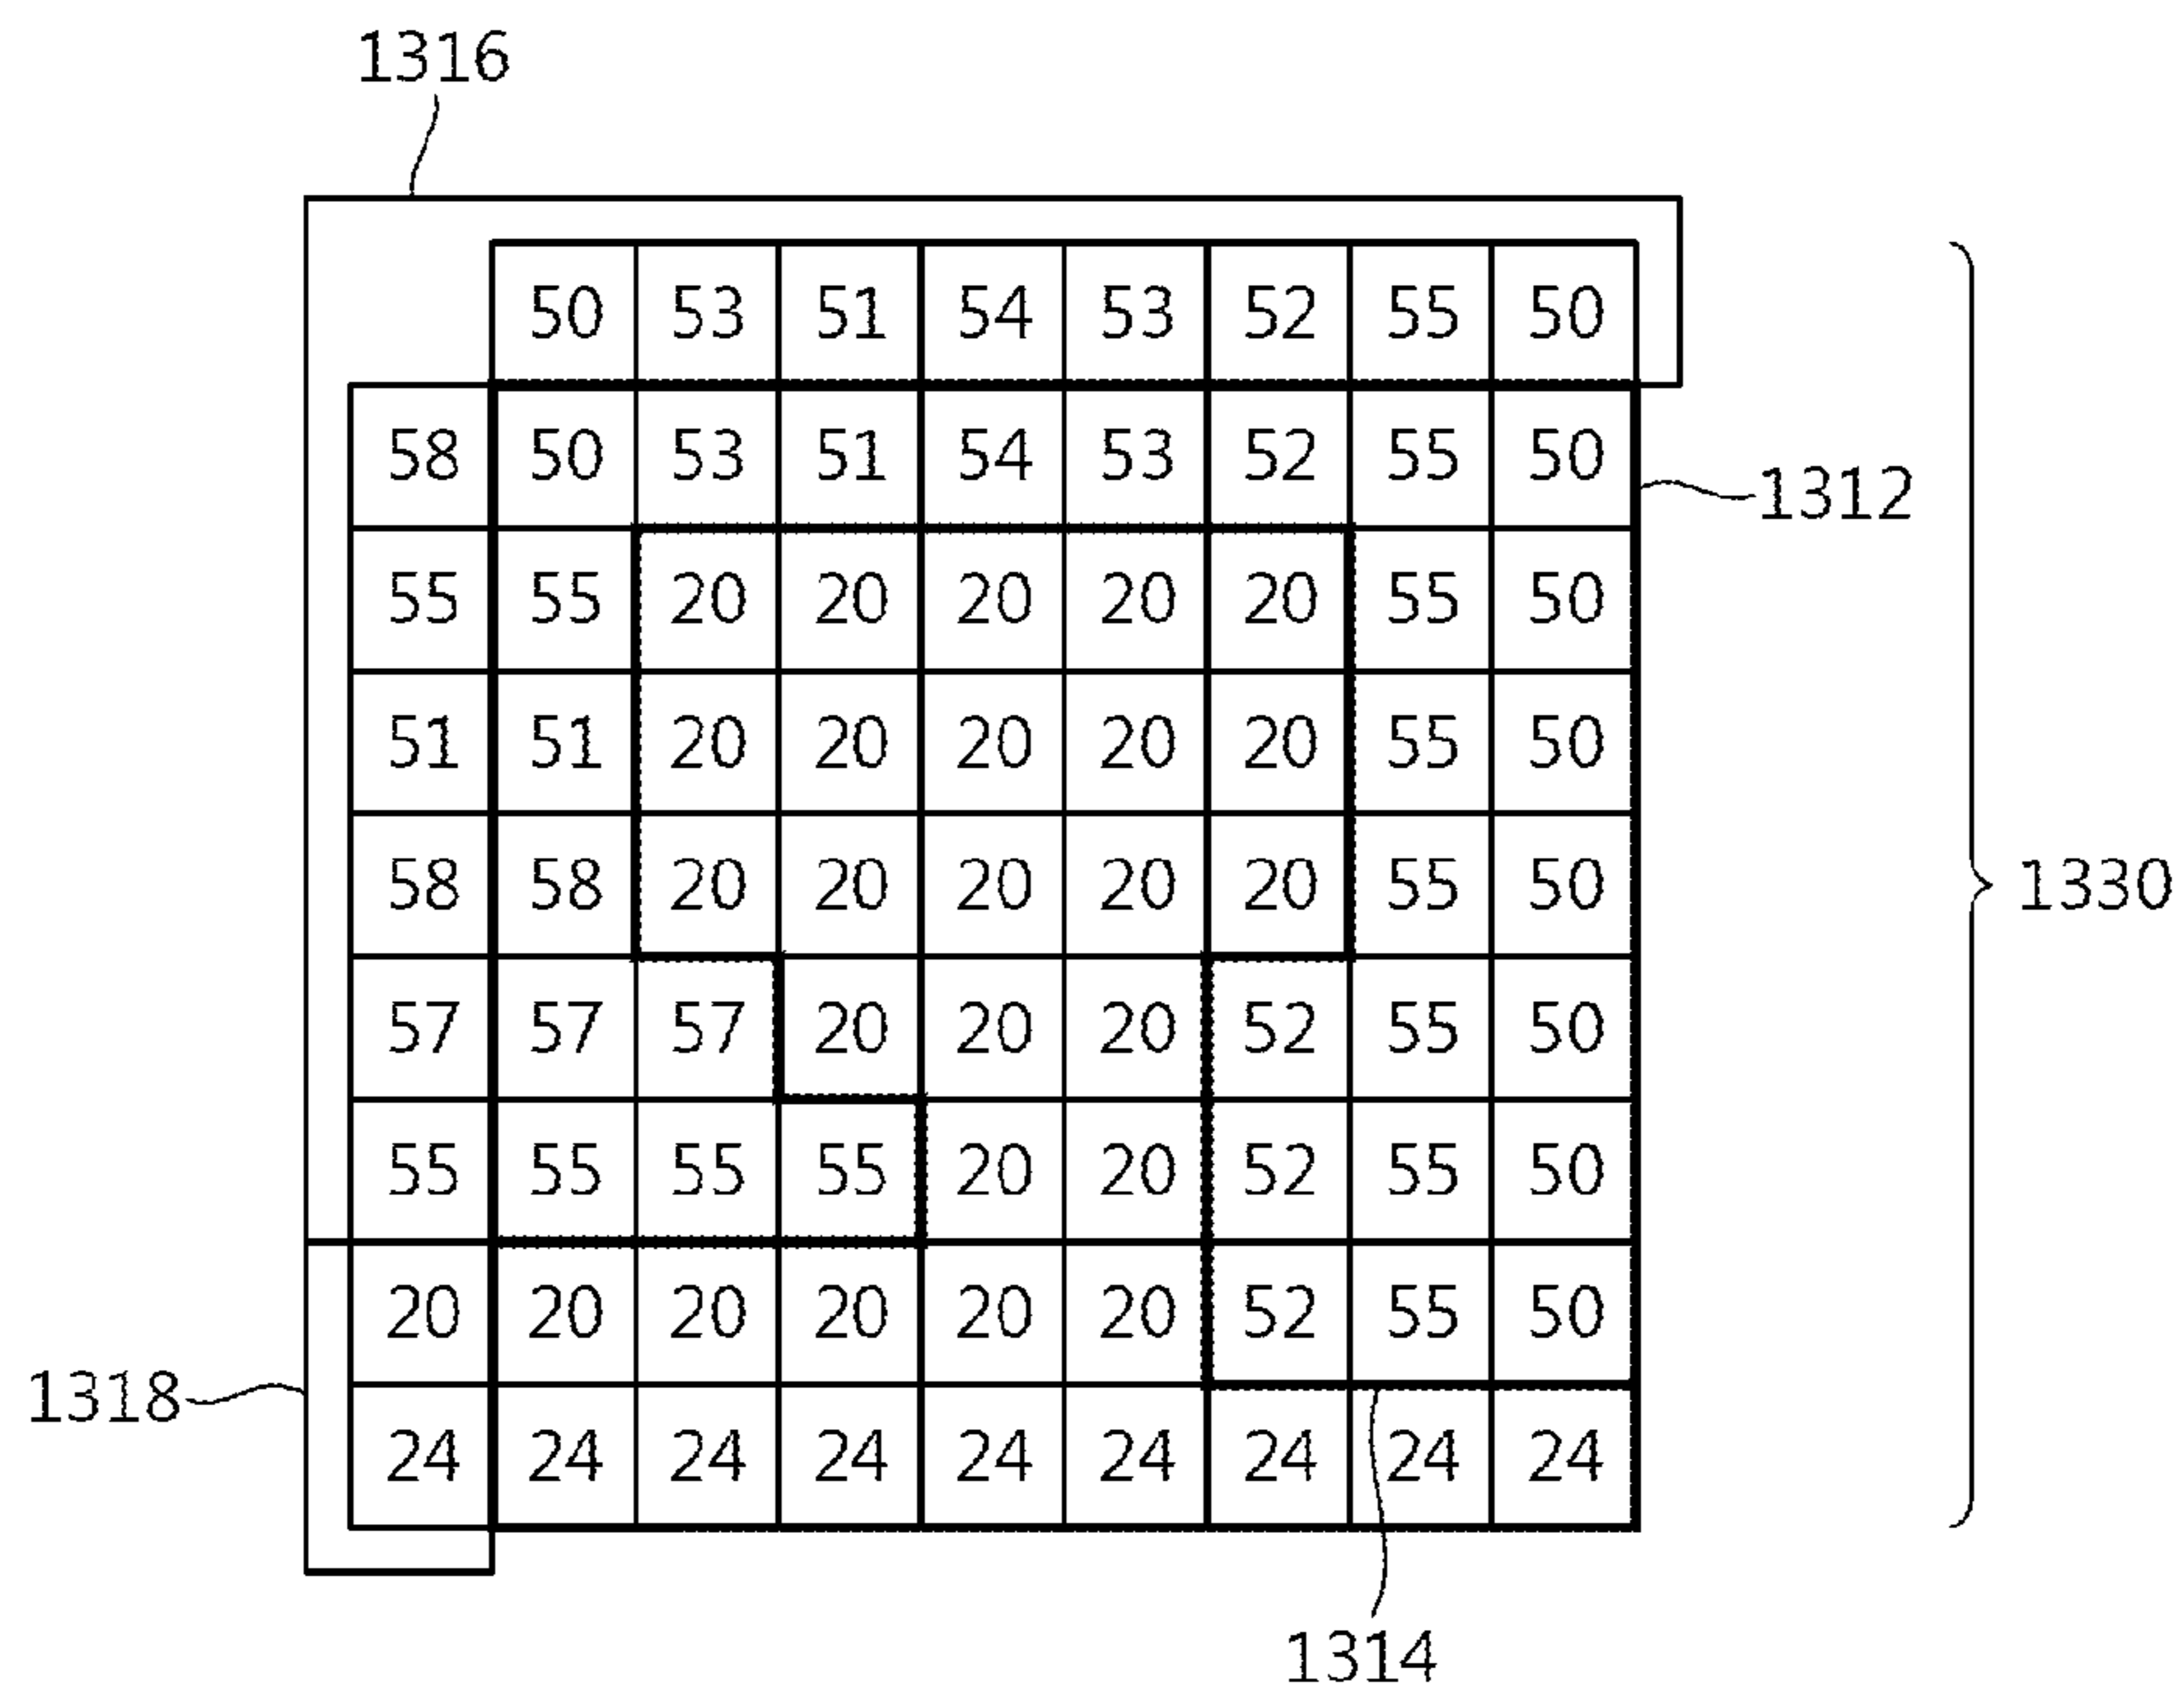 1316
50 53 51 54 53 52 55 50
58 50 53 51 54 53 52 55 50
1312
55 55 20 20 20 20 20 55 50
51 51 20 20 20 20 20 55 50
58 58 20 20 20 20 20 55 50
1330
57 57 57 20 20 20 52 55 50
55 55 55 55 20 20 52 55 50
20 20 20 20 20 20 52 55 50
1318
24 24 24 24 24 24 24 24 24
1314